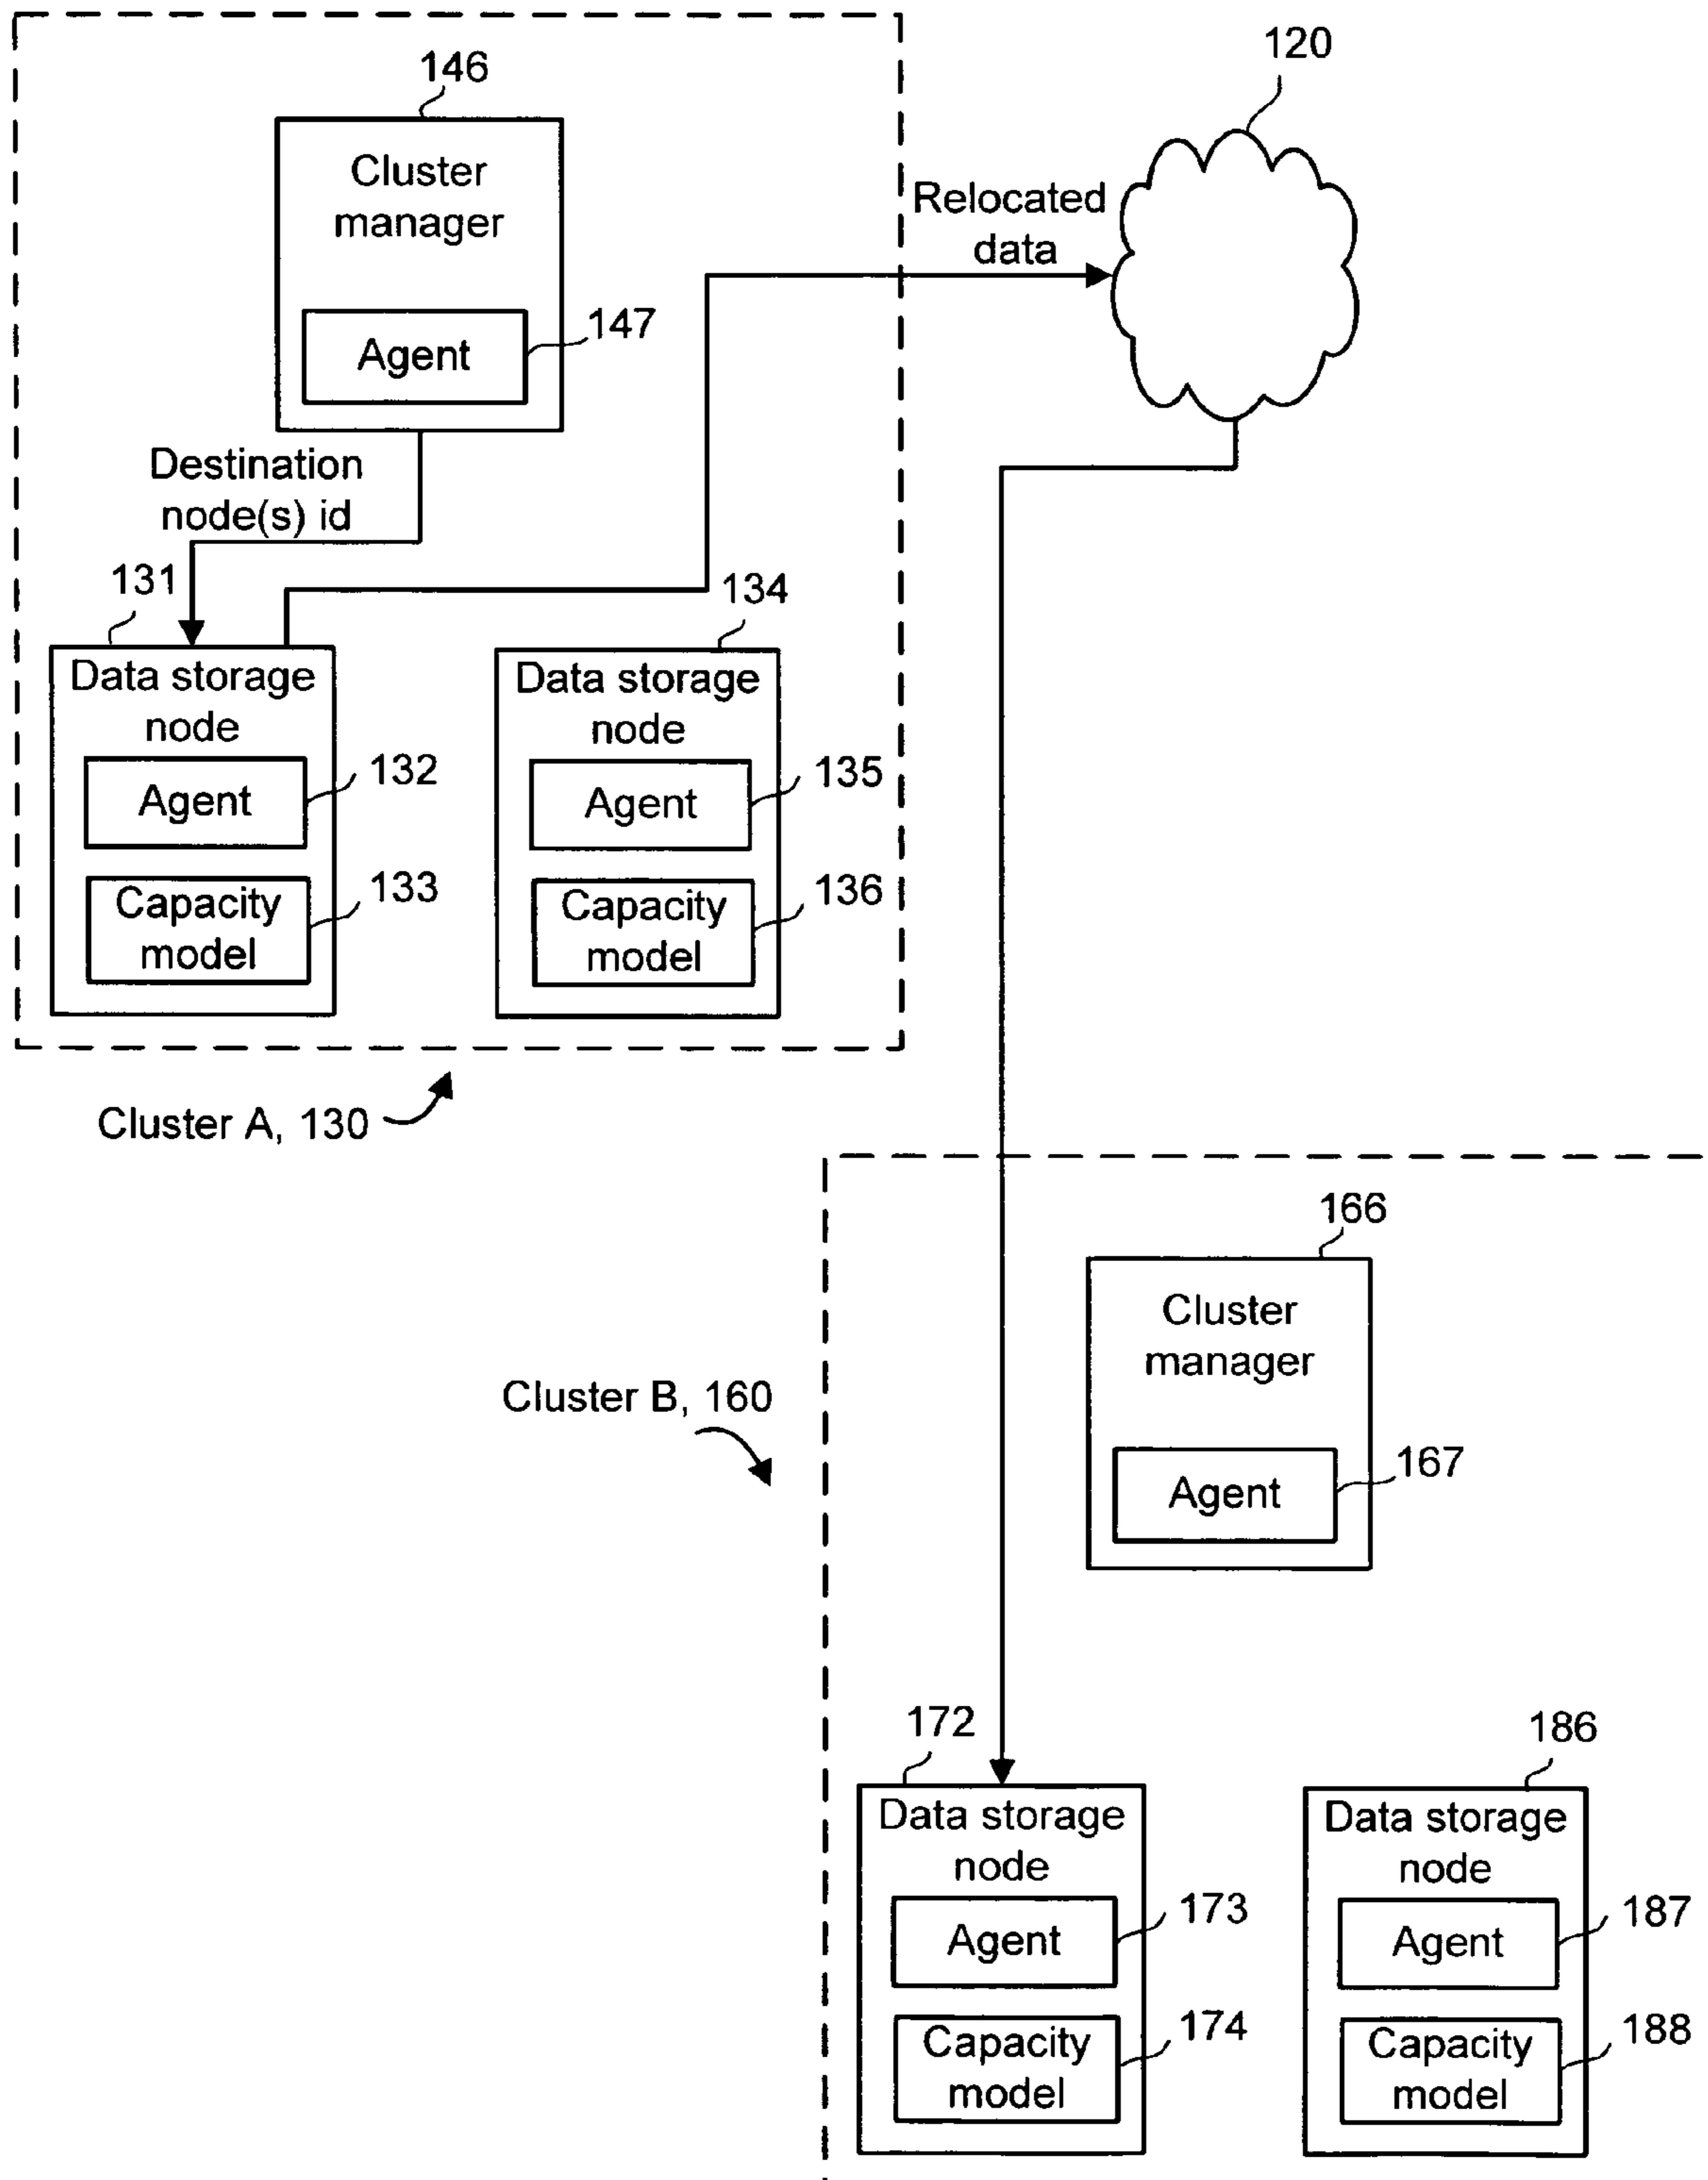 146
120
Cluster
manager
Relocated
data
147
Agent
Destination
node(s) id
131
134
Data storage
node
Data storage
node
132
Agent
135
Agent
133
Capacity
model
136
Capacity
model
Cluster A, 130
166
Cluster
manager
Cluster B, 160
167
Agent
172
186
Data storage
node
Data storage
node
173
Agent
187
Agent
174
Capacity
model
188
Capacity
model